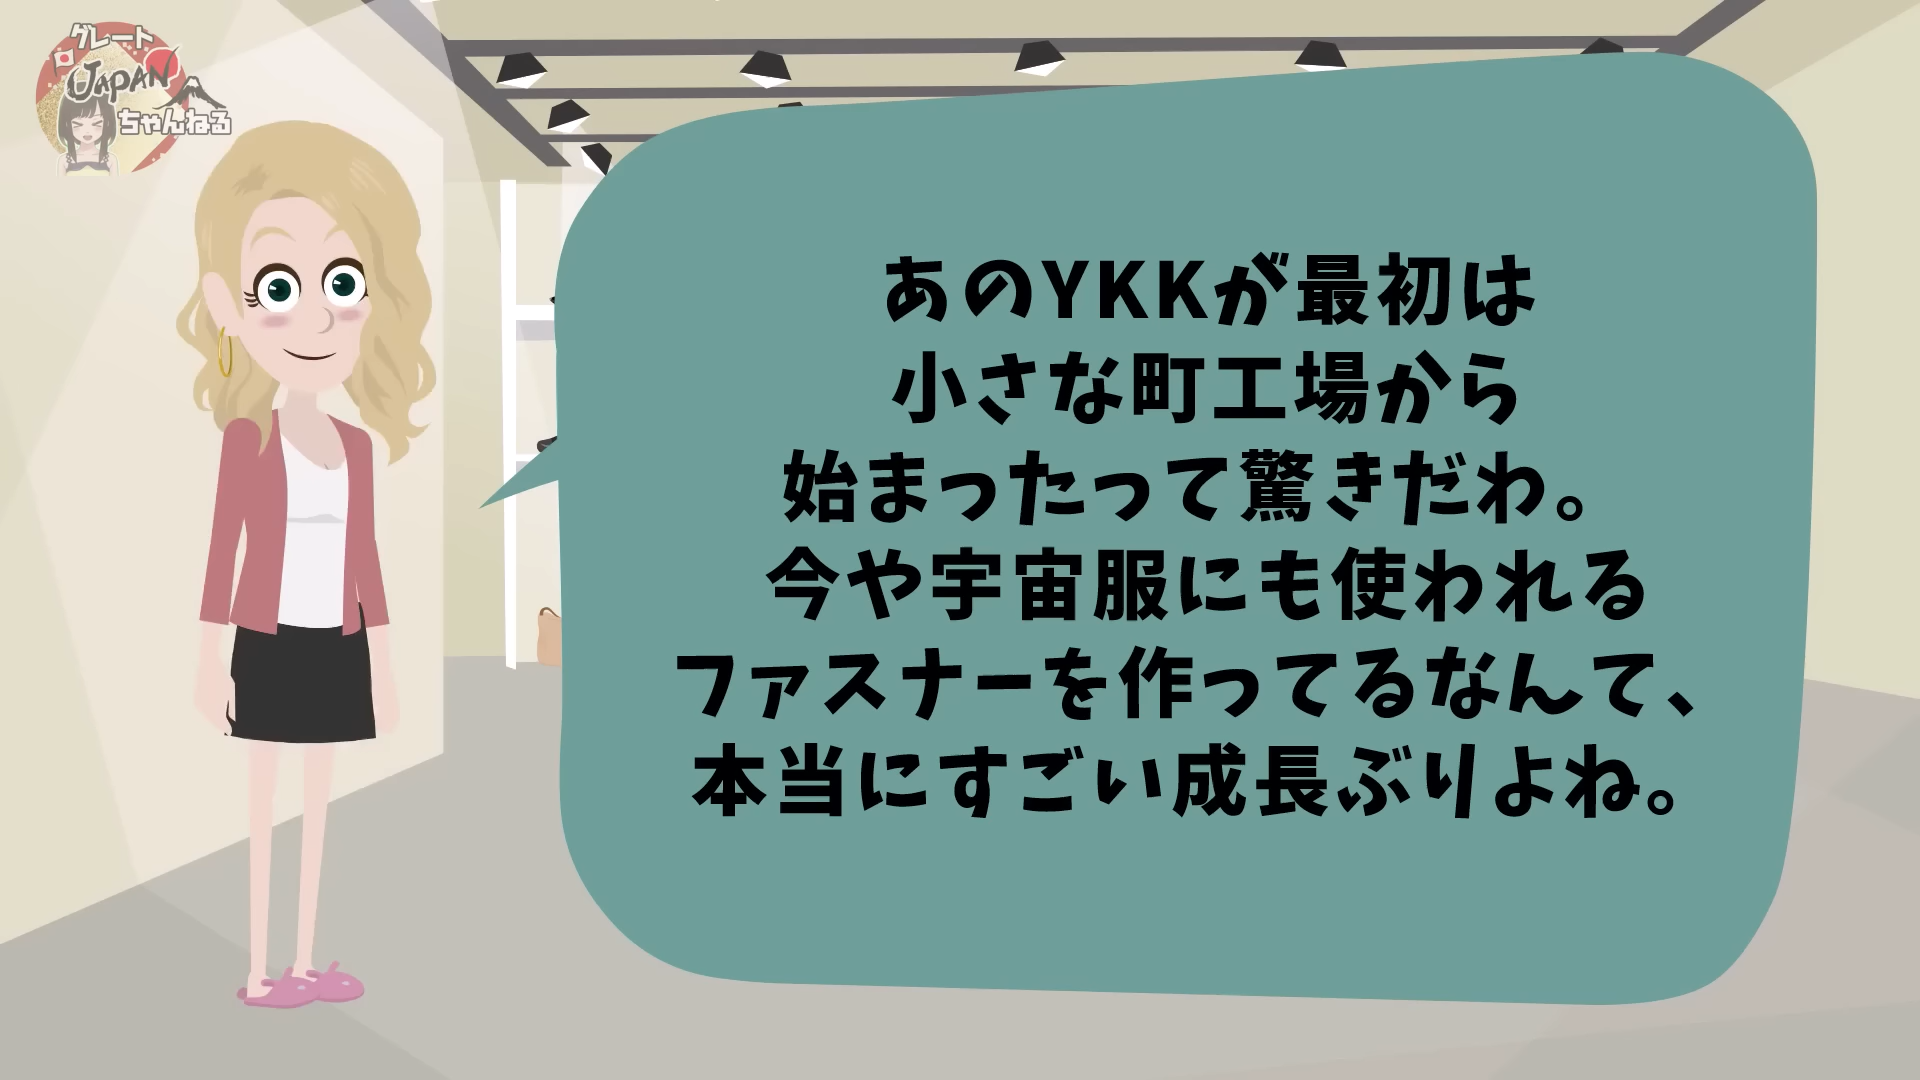 グレート
JAPAN
ちゃんねる
あのYKKが最初は
小さな町工場から
始まったって驚きだわ。
今や宇宙服にも使われる
ファスナーを作ってるなんて、
本当にすごい成長ぶりよね。